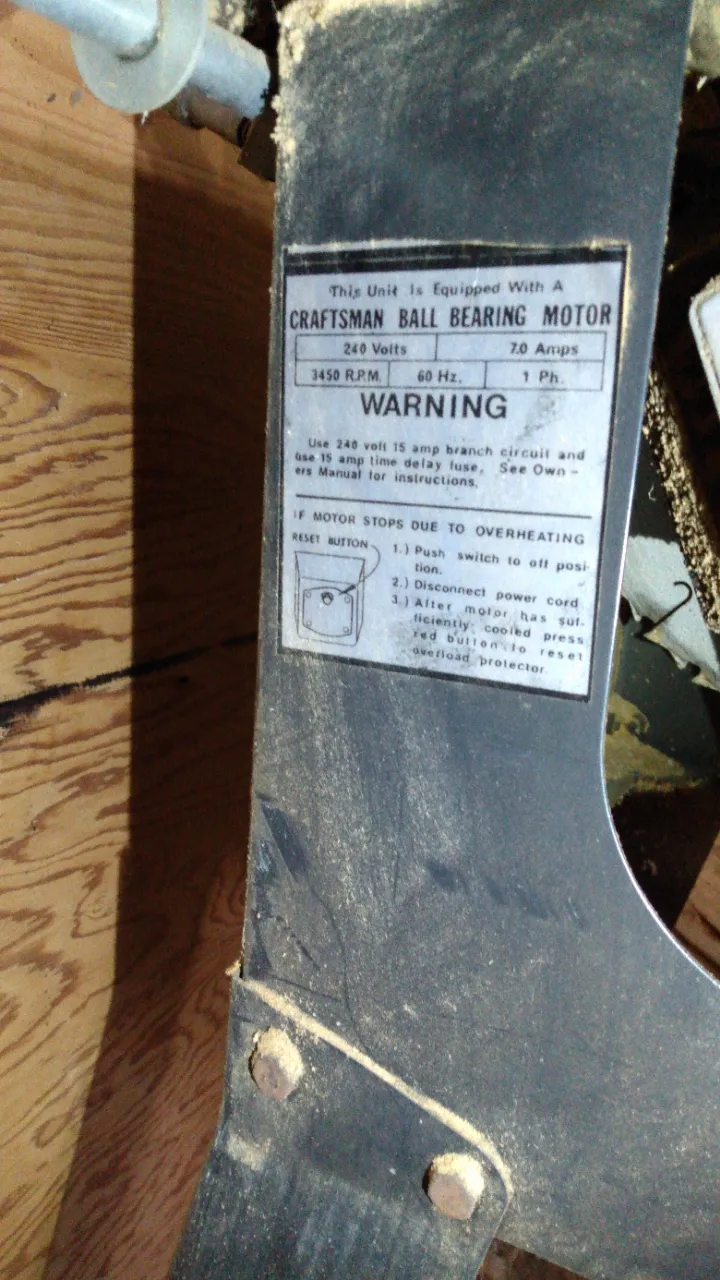 This Unit Is Equipped With A
CRAFTSMAN BALL BEARING MOTOR
240 Volts 7.0 Amps
3450 R.P.M. 60 Hz. 1 Ph.
WARNING
Use 240 volt 15 amp branch circuit and
use 15 amp time delay fuse. See Own-
ers Manual for instructions.
IF MOTOR STOPS DUE TO OVERHEATING
RESET BUTTON
1.) Push switch to off posi-
tion.
2.) Disconnect power cord
3.) After motor has suf-
ficiently cooled press
red button to reset
overload protector.